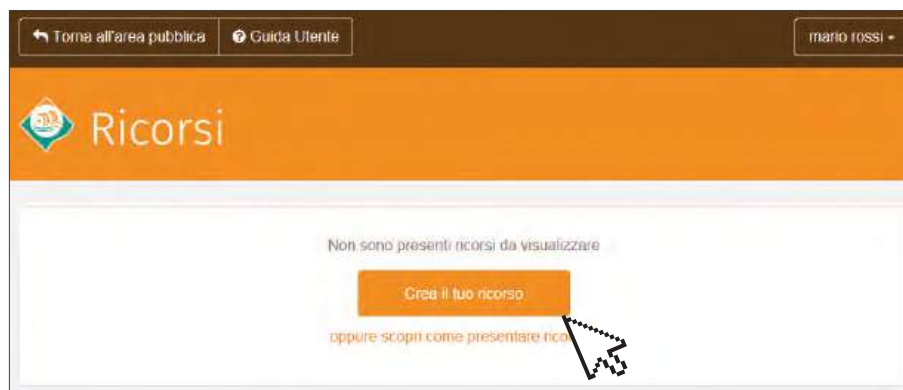 Torna all'area pubblica Guida Utente mario rossi
Ricorsi
Non sono presenti ricorsi da visualizzare
Crea il tuo ricorso
oppure scopri come presentare